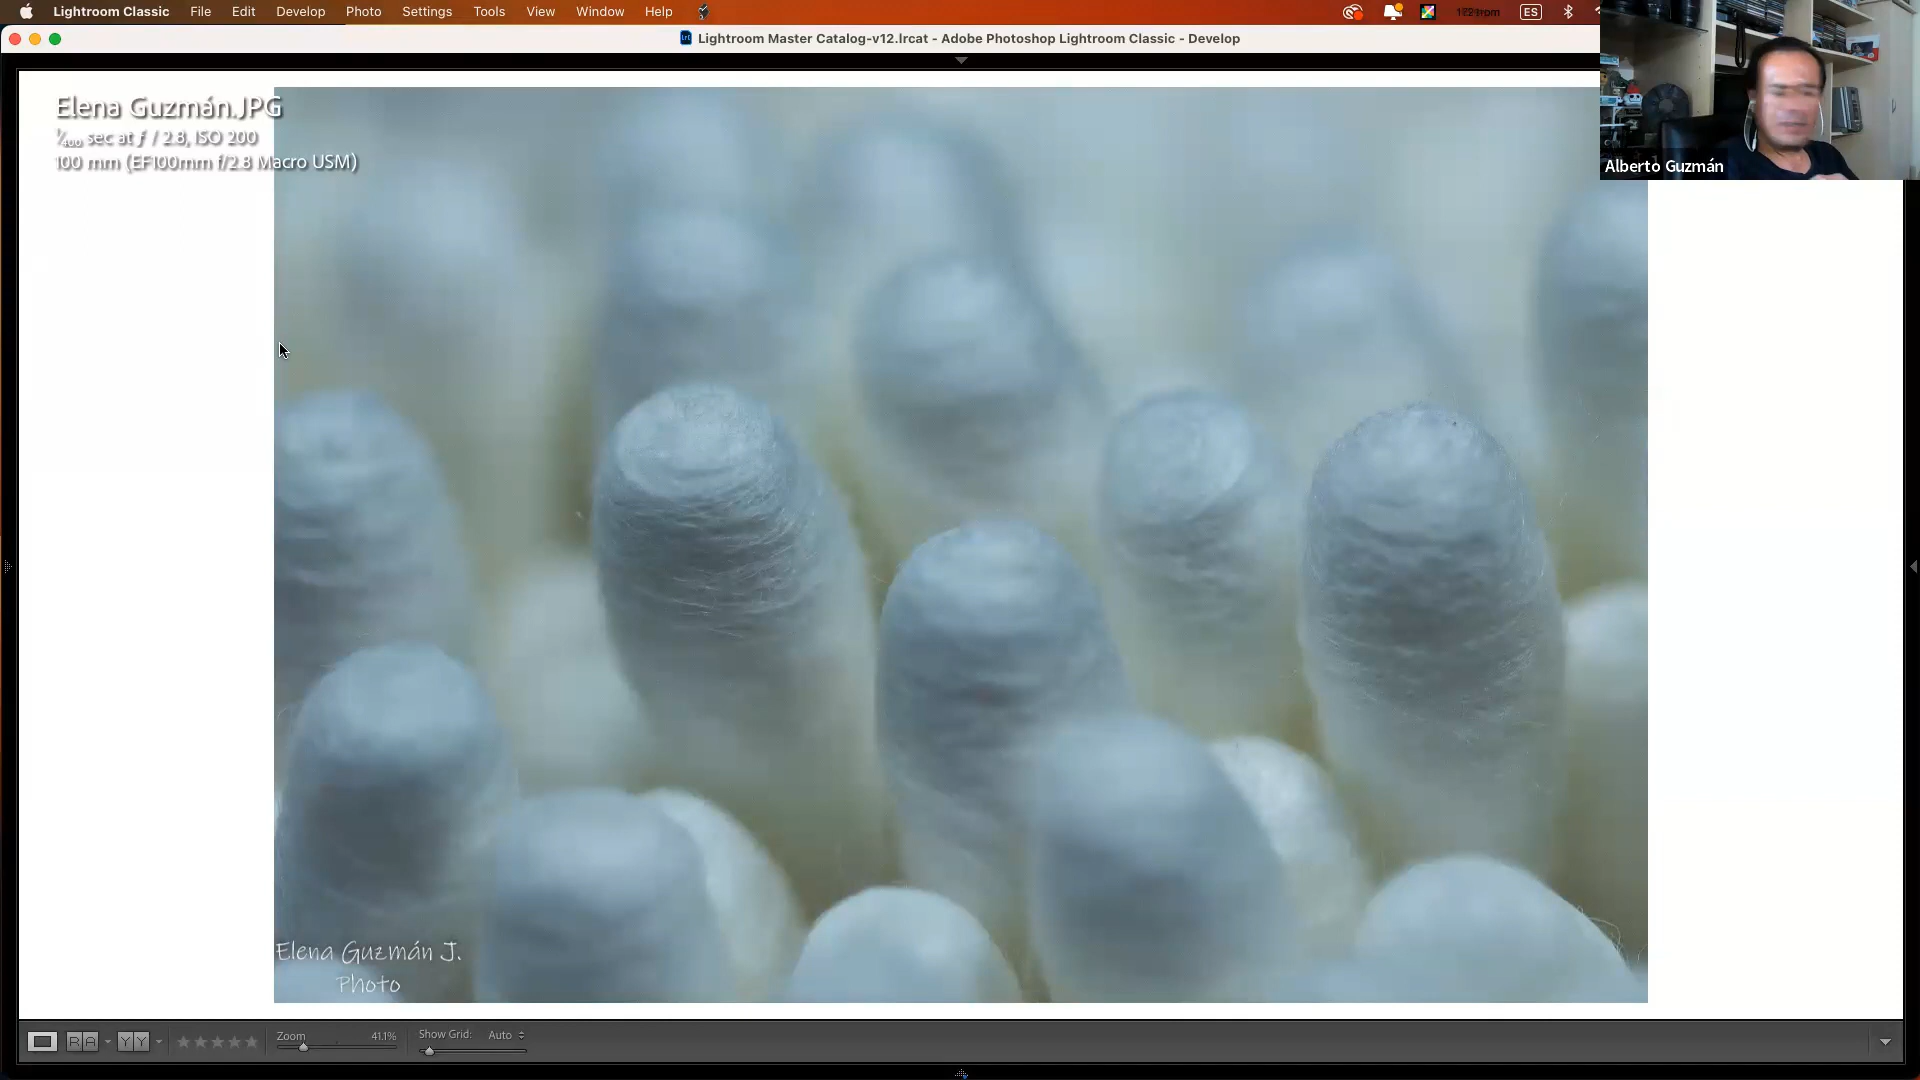 Lightroom Classic File Edit Develop Photo Settings Tools View Window Help ES
Lightroom Master Catalog-v12.lrcat - Adobe Photoshop Lightroom Classic - Develop
Elena Guzmán.JPG
1/400 sec at ƒ / 2.8, ISO 200
100 mm (EF100mm f/2.8 Macro USM)
Alberto Guzmán
Elena Guzmán J.
Photo
R A Y Y Zoom 41.1% Show Grid: Auto